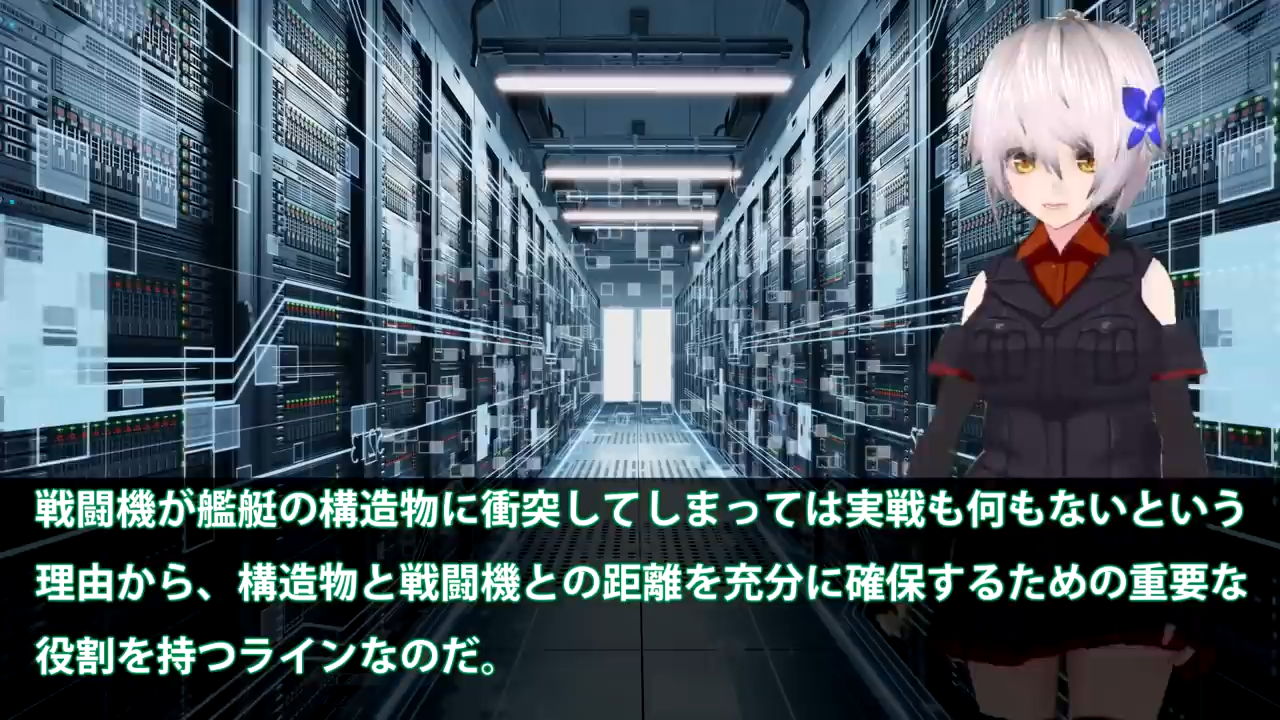 戦闘機が艦艇の構造物に衝突してしまっては実戦も何もないという
理由から、構造物と戦闘機との距離を充分に確保するための重要な
役割を持つラインなのだ。